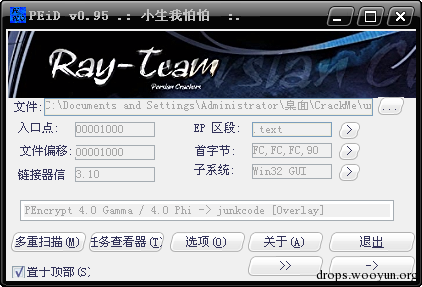 PEiD v0.95 .: 小生我怕怕 :.
Ray-Team
Persian Crackers
文件: C:\Documents and Settings\Administrator\桌面\CrackMe\u ...
入口点: 00001000 EP 区段: .text >
文件偏移: 00001000 首字节: FC,FC,FC,90 >
链接器信 3.10 子系统: Win32 GUI >
PEncrypt 4.0 Gamma / 4.0 Phi -> junkcode [Overlay]
多重扫描(M) 任务查看器(T) 选项(O) 关于(A) 退出
置于顶部(S) >> ->
drops.wooyun.org